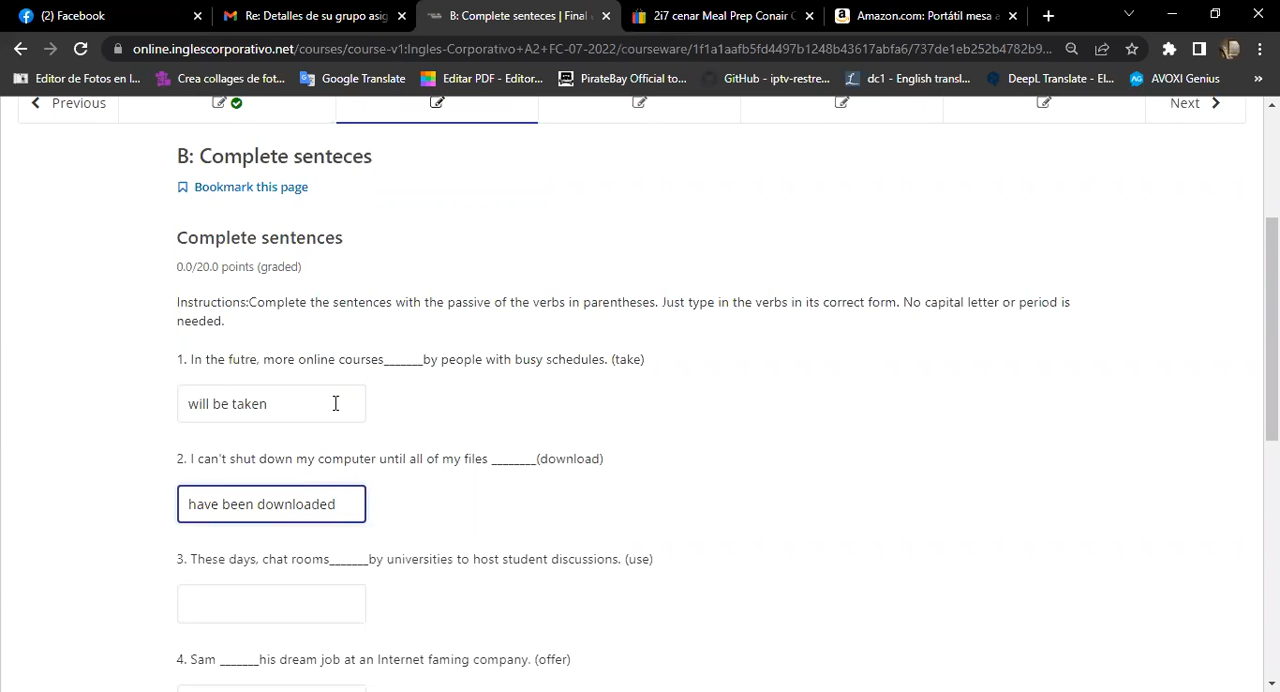 (2) Facebook
Re: Detalles de su grupo asig
B: Complete senteces | Final
2i7 cenar Meal Prep Conair C
Amazon.com: Portátil mesa a
online.inglescorporativo.net/courses/course-v1:Ingles-Corporativo+A2+FC-07-2022/courseware/1f1a1aafb5fd4497b1248b43617abfa6/737de1eb252b4782b9...
Editor de Fotos en l...
Crea collages de fot...
Google Translate
Editar PDF - Editor...
PirateBay Official to...
GitHub - iptv-restre...
dc1 - English transl...
DeepL Translate - El...
AVOXI Genius
»
Previous
Next
B: Complete senteces
Bookmark this page
Complete sentences
0.0/20.0 points (graded)
Instructions:Complete the sentences with the passive of the verbs in parentheses. Just type in the verbs in its correct form. No capital letter or period is
needed.
1. In the futre, more online courses_______by people with busy schedules. (take)
will be taken
2. I can't shut down my computer until all of my files ________(download)
have been downloaded
3. These days, chat rooms_______by universities to host student discussions. (use)
4. Sam _______his dream job at an Internet faming company. (offer)